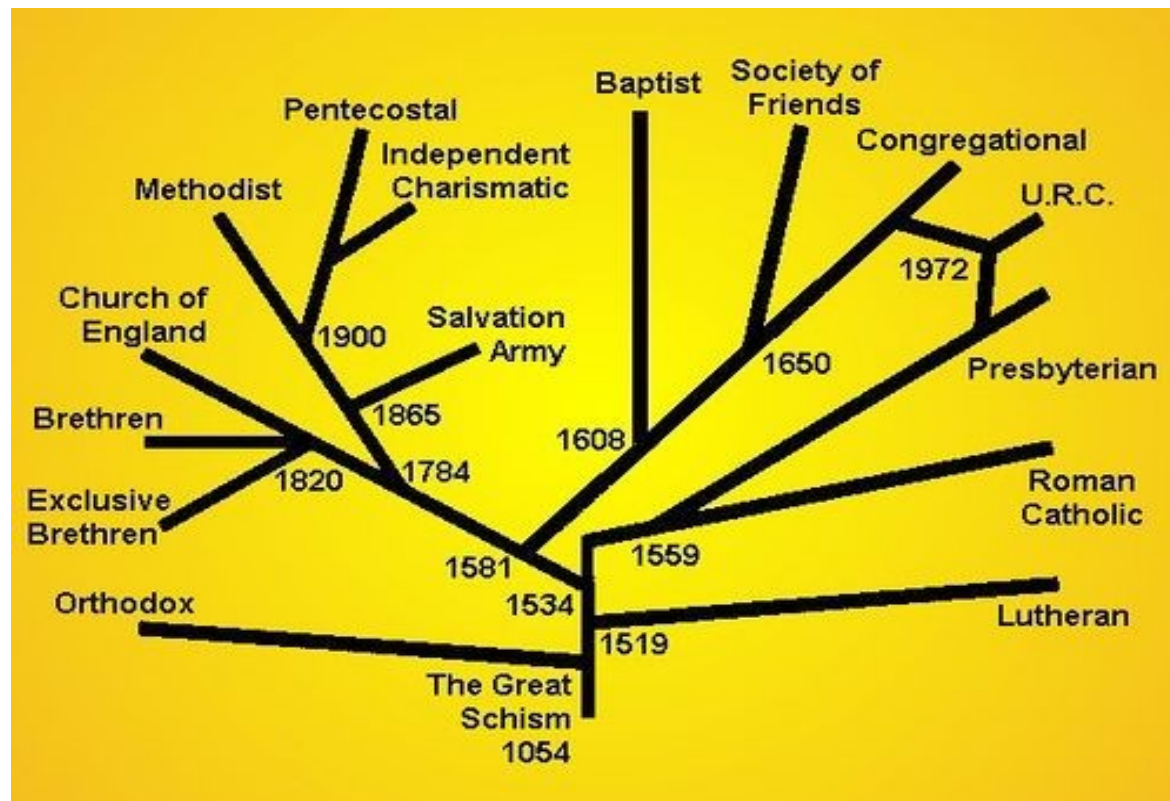 Baptist
Society of
Friends
Pentecostal
Congregational
Independent
Charismatic
Methodist
U.R.C.
1972
Church of
England
Salvation
Army
1900
1650
Presbyterian
1865
Brethren
1608
1784
1820
Roman
Catholic
Exclusive
Brethren
1559
1581
Orthodox
1534
Lutheran
1519
The Great
Schism
1054